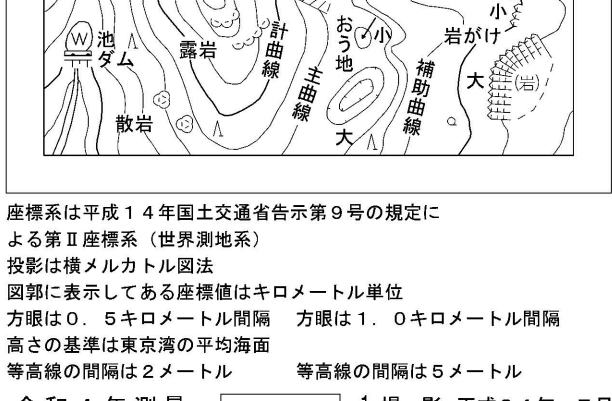 小
岩がけ
おう地
小
計曲線
池
W
ダム
露岩
補助曲線
主曲線
大
(岩)
散岩
大
座標系は平成１４年国土交通省告示第９号の規定に
よる第Ⅱ座標系（世界測地系）
投影は横メルカトル図法
図郭に表示してある座標値はキロメートル単位
方眼は０．５キロメートル間隔　方眼は１．０キロメートル間隔
高さの基準は東京湾の平均海面
等高線の間隔は２メートル　等高線の間隔は５メートル